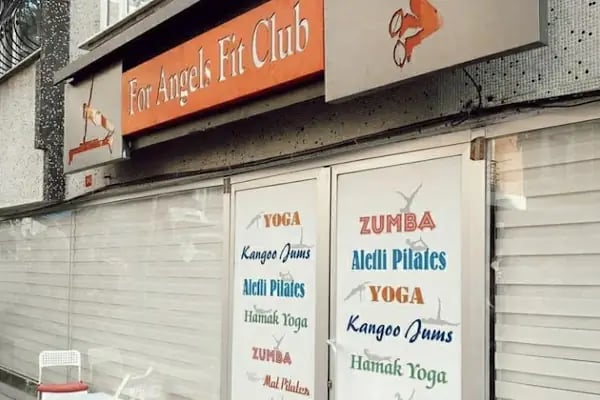 For Angels Fit Club
YOGA
Kangoo Jums
Aletli Pilates
Hamak Yoga
ZUMBA
Mat Pilates
ZUMBA
Aletli Pilates
YOGA
Kangoo Jums
Hamak Yoga